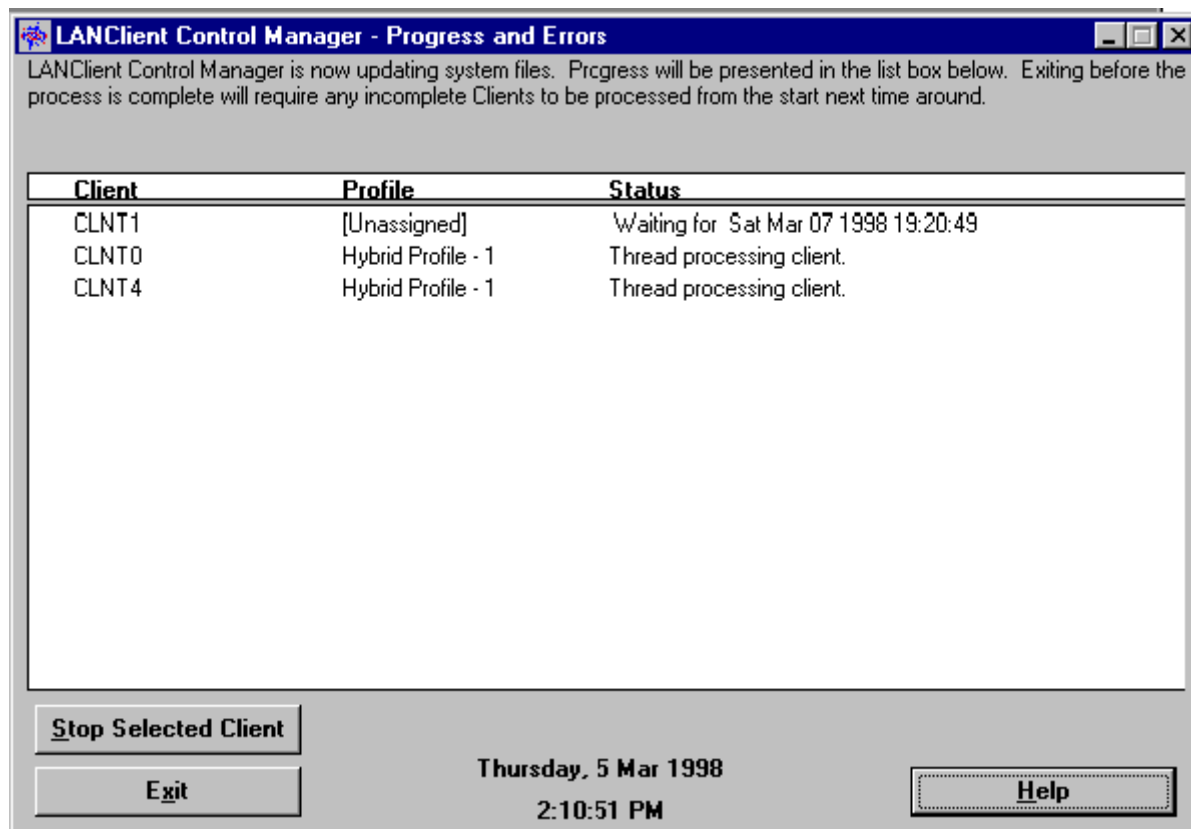 LANClient Control Manager - Progress and Errors
LANClient Control Manager is now updating system files.  Prcgress will be presented in the list box below.  Exiting before the
process is complete will require any incomplete Clients to be processed from the start next time around.
Client Profile Status
CLNT1 [Unassigned] Waiting for  Sat Mar 07 1998 19:20:49
CLNT0 Hybrid Profile - 1 Thread processing client.
CLNT4 Hybrid Profile - 1 Thread processing client.
Stop Selected Client
Thursday, 5 Mar 1998
Exit
Help
2:10:51 PM